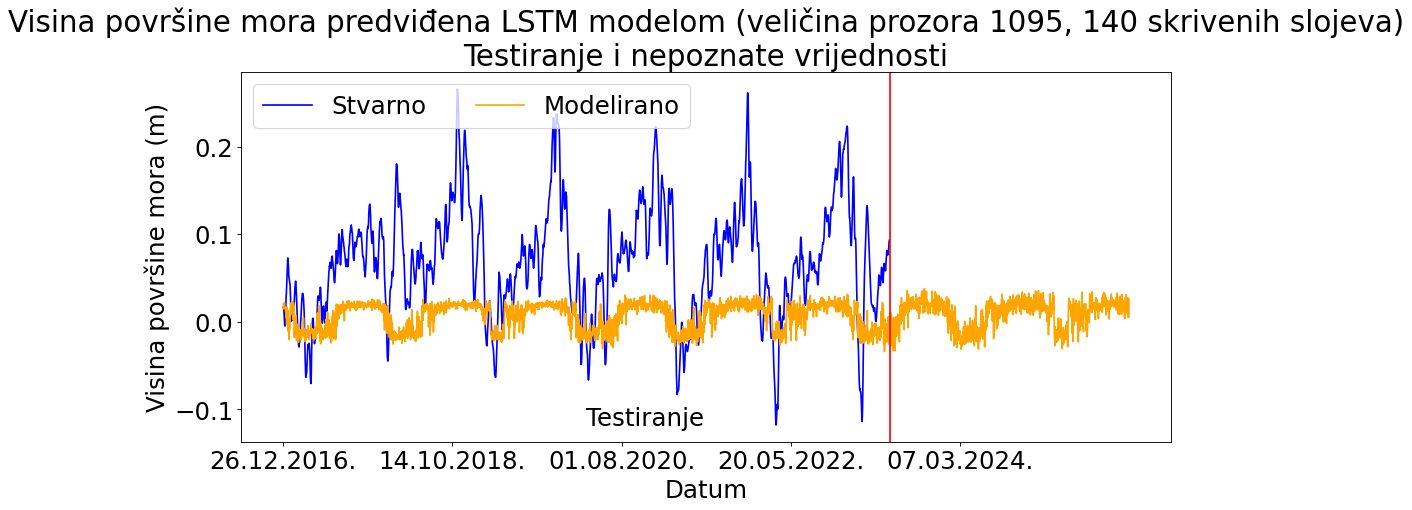 Visina površine mora predviđena LSTM modelom (veličina prozora 1095, 140 skrivenih slojeva)
Testiranje i nepoznate vrijednosti
Stvarno
Modelirano
Visina površine mora (m)
0.2
0.1
0.0
−0.1
Testiranje
26.12.2016.
14.10.2018.
01.08.2020.
20.05.2022.
07.03.2024.
Datum